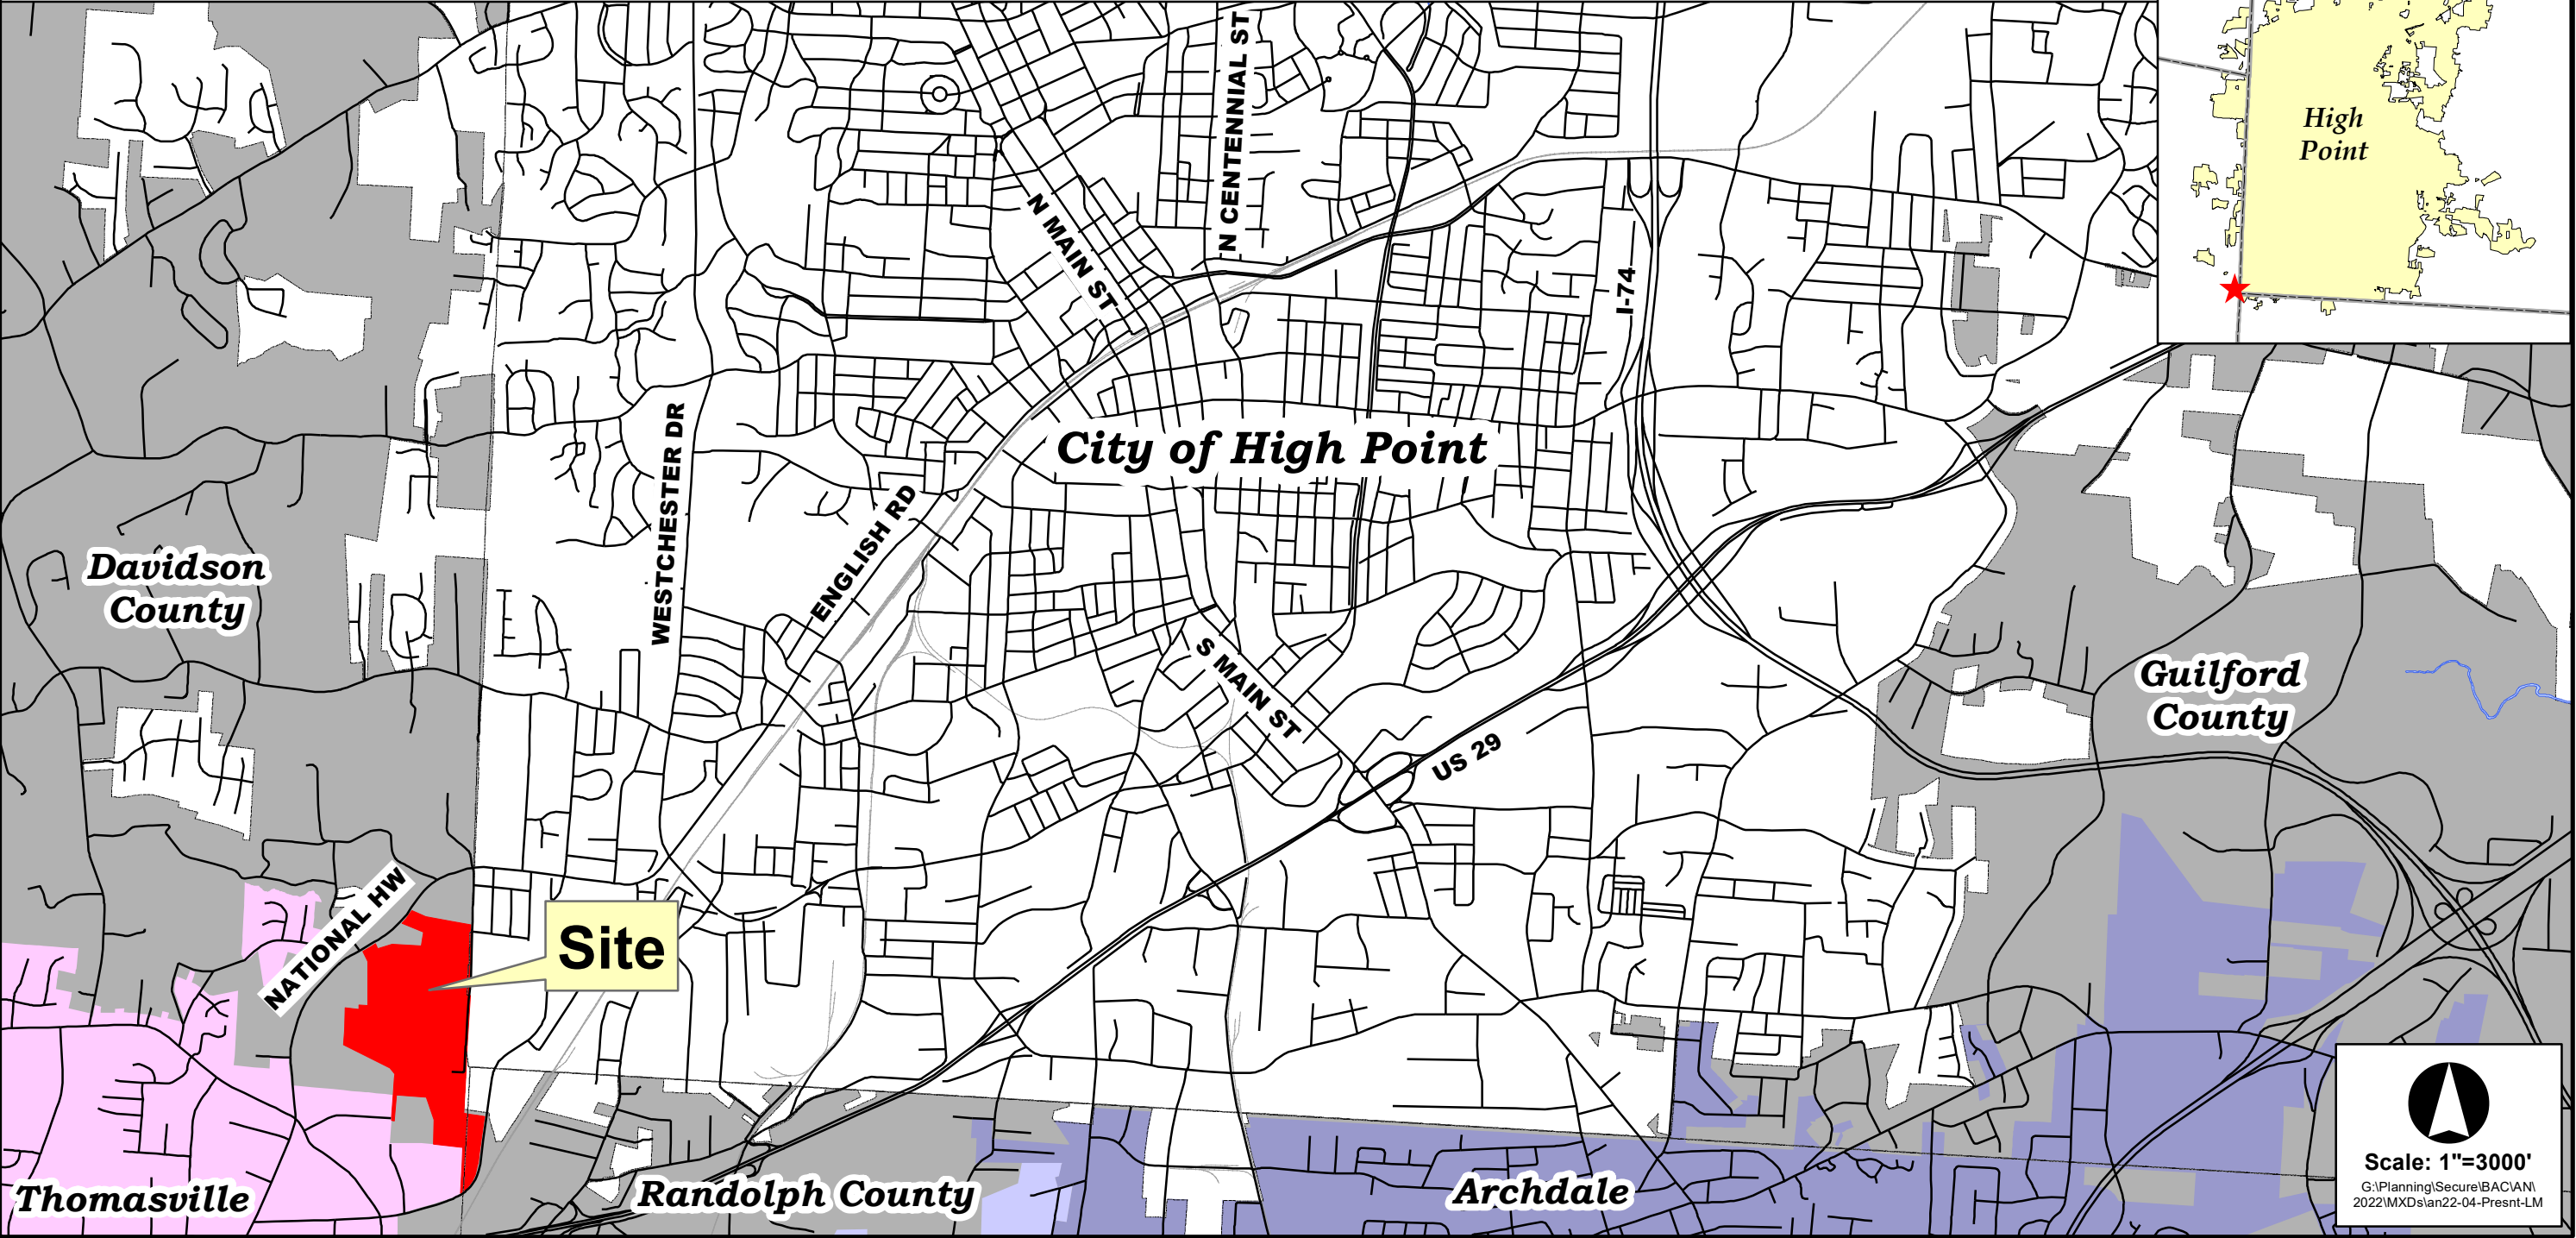 N CENTENNIAL ST
High
Point
N MAIN ST
I-74
City of High Point
WESTCHESTER DR
ENGLISH RD
Davidson
County
S MAIN ST
Guilford
County
US 29
NATIONAL HW
Site
Scale: 1"=3000'
G:\Planning\Secure\BAC\AN\
2022\MXDs\an22-04-Presnt-LM
Thomasville
Randolph County
Archdale